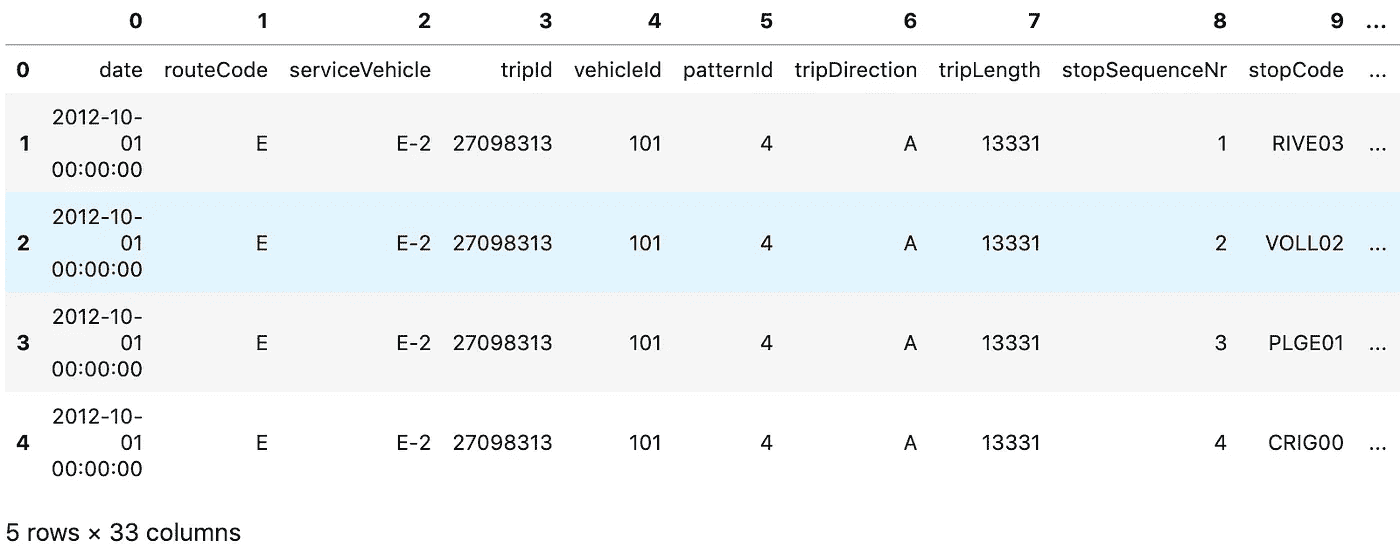 0 1 2 3 4 5 6 7 8 9 ...
0 date routeCode serviceVehicle tripId vehicleId patternId tripDirection tripLength stopSequenceNr stopCode ...
2012-10-
1 01 E E-2 27098313 101 4 A 13331 1 RIVE03 ...
00:00:00
2012-10-
2 01 E E-2 27098313 101 4 A 13331 2 VOLL02 ...
00:00:00
2012-10-
3 01 E E-2 27098313 101 4 A 13331 3 PLGE01 ...
00:00:00
2012-10-
4 01 E E-2 27098313 101 4 A 13331 4 CRIG00 ...
00:00:00
5 rows × 33 columns